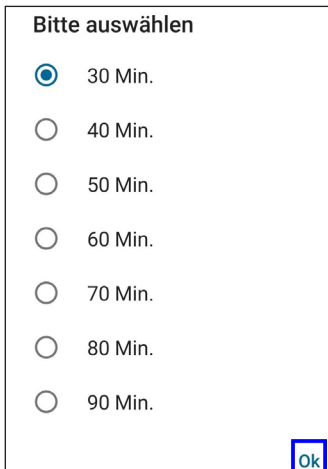 Bitte auswählen
30 Min.
40 Min.
50 Min.
60 Min.
70 Min.
80 Min.
90 Min.
Ok